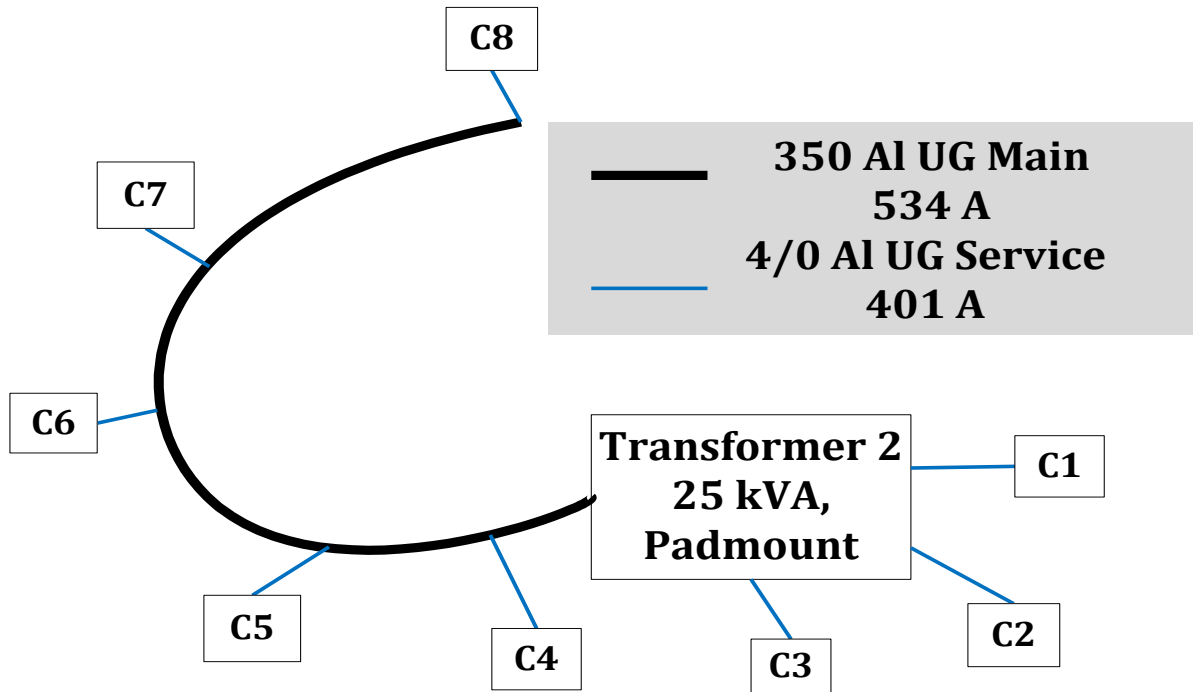 C8
350 Al UG Main
534 A
4/0 Al UG Service
401 A
C7
C6
Transformer 2
25 kVA,
Padmount
C1
C5
C4
C3
C2